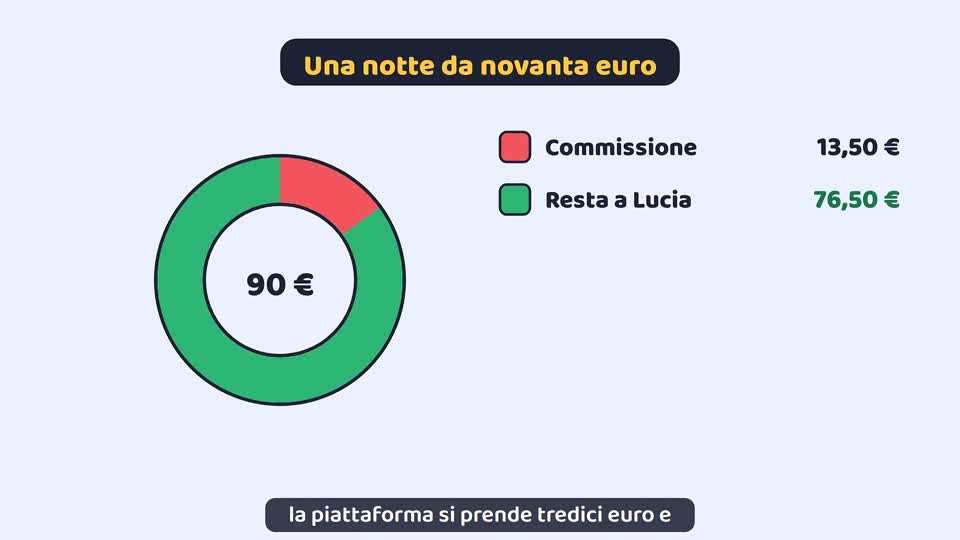 Una notte da novanta euro
Commissione 13,50 €
Resta a Lucia 76,50 €
90 €
la piattaforma si prende tredici euro e